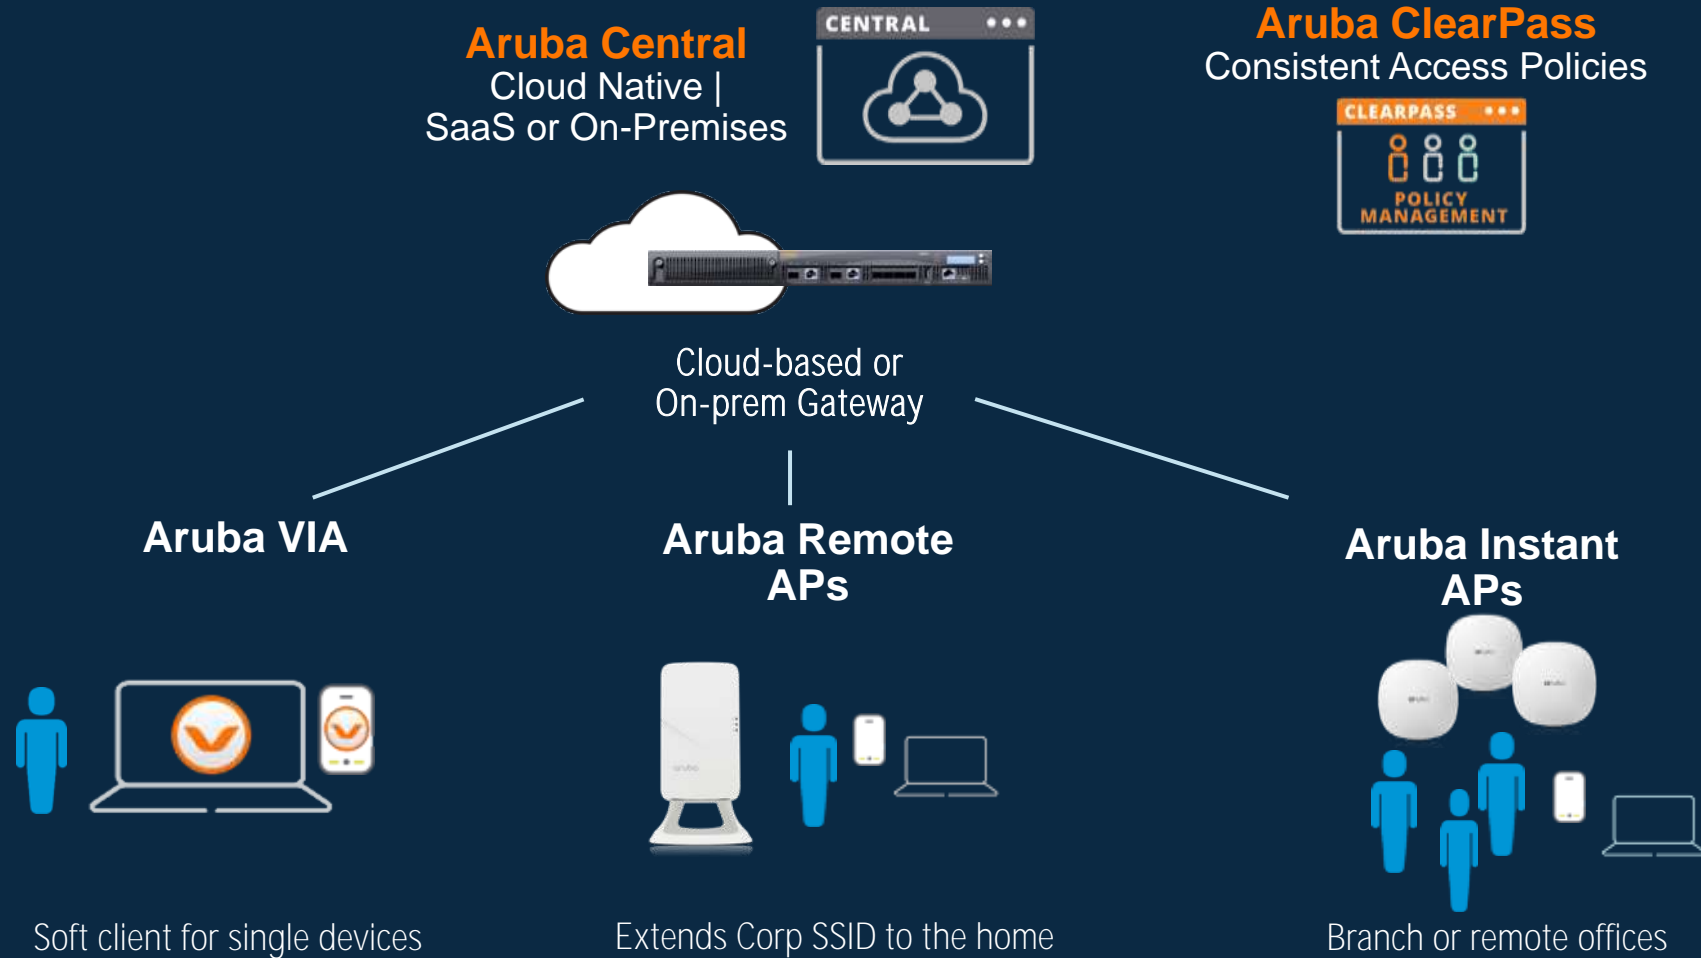 Aruba Central
Cloud Native |
SaaS or On-Premises
CENTRAL
Aruba ClearPass
Consistent Access Policies
CLEARPASS
POLICY
MANAGEMENT
Cloud-based or
On-prem Gateway
Aruba VIA
Aruba Remote
APs
Aruba Instant
APs
aruba
Soft client for single devices
Extends Corp SSID to the home
Branch or remote offices